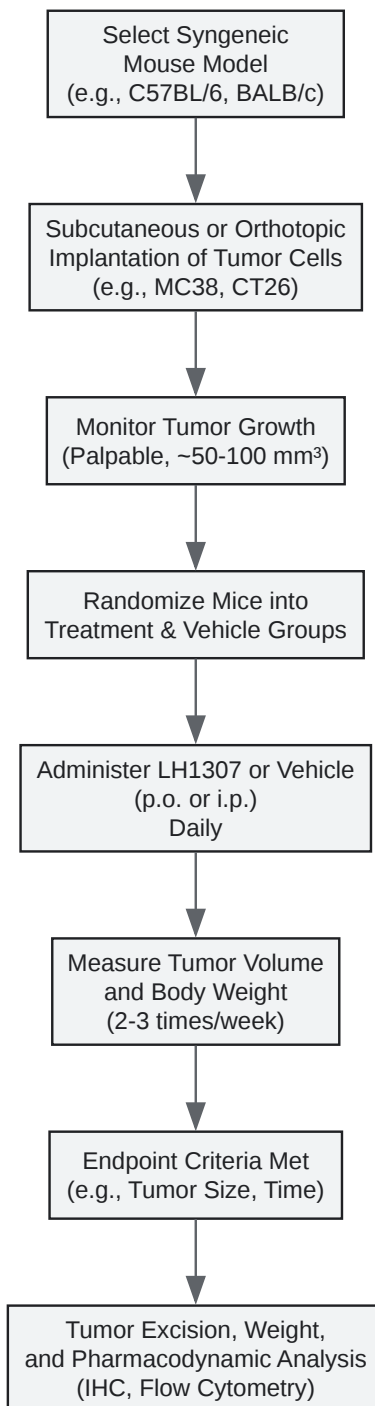 Select Syngeneic
Mouse Model
(e.g., C57BL/6, BALB/c)
Subcutaneous or Orthotopic
Implantation of Tumor Cells
(e.g., MC38, CT26)
Monitor Tumor Growth
(Palpable, ~50-100 mm³)
Randomize Mice into
Treatment & Vehicle Groups
Administer LH1307 or Vehicle
(p.o. or i.p.)
Daily
Measure Tumor Volume
and Body Weight
(2-3 times/week)
Endpoint Criteria Met
(e.g., Tumor Size, Time)
Tumor Excision, Weight,
and Pharmacodynamic Analysis
(IHC, Flow Cytometry)